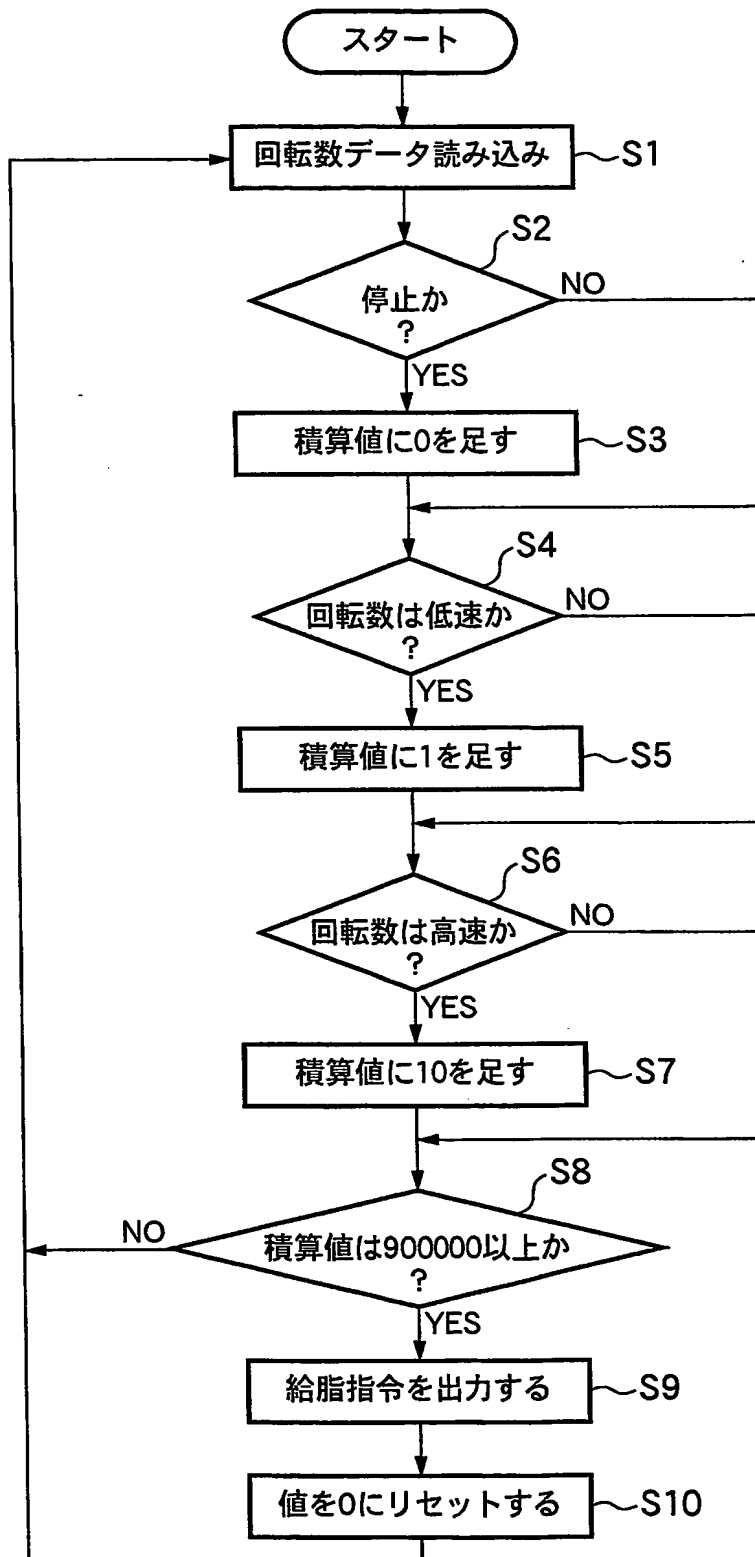 スタート
回転数データ読み込み
S1
S2
停止か
?
NO
YES
積算値に0を足す
S3
S4
回転数は低速か
?
NO
YES
積算値に1を足す
S5
S6
回転数は高速か
?
NO
YES
積算値に10を足す
S7
S8
積算値は900000以上か
?
NO
YES
給脂指令を出力する
S9
値を0にリセットする
S10